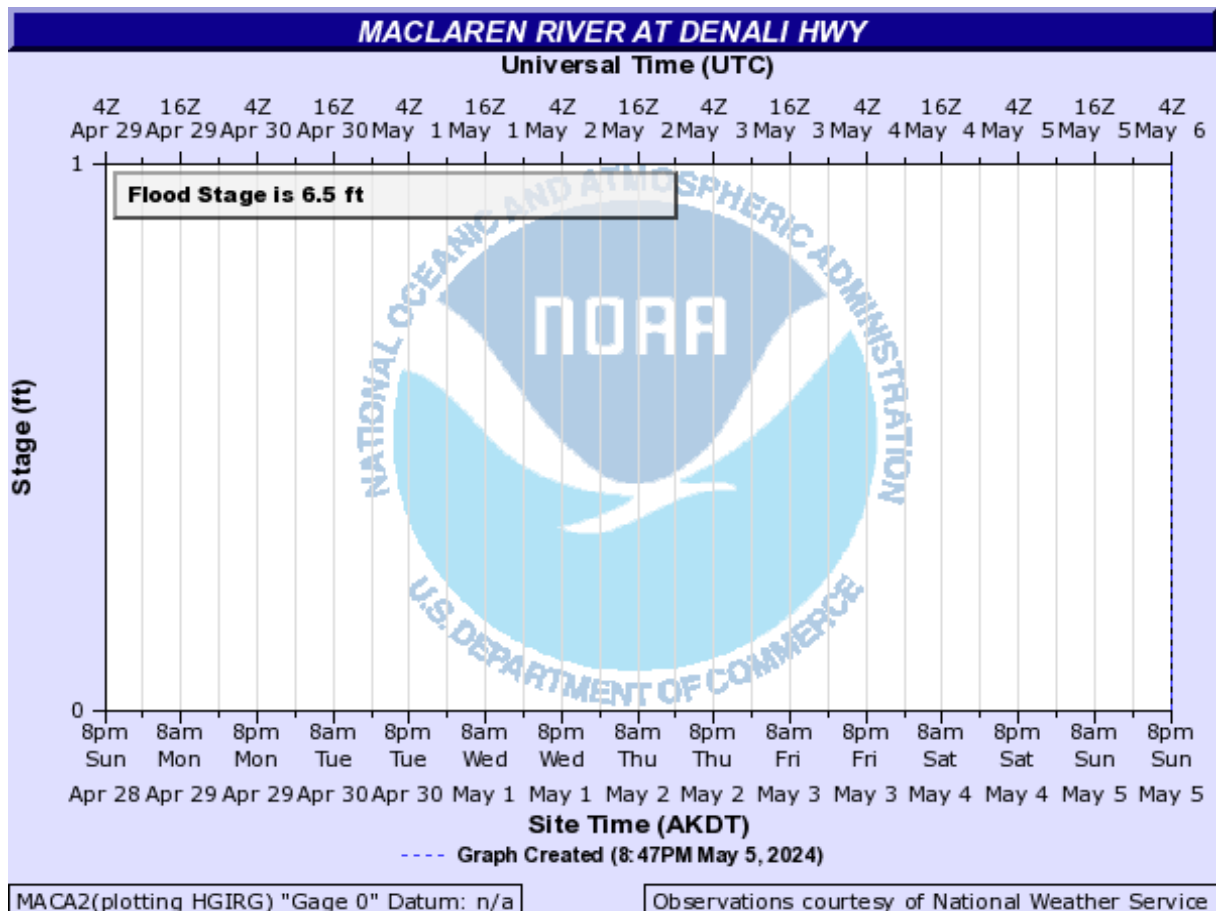 MACLAREN RIVER AT DENALI HWY
Universal Time (UTC)
4Z 16Z 4Z 16Z 4Z 16Z 4Z 16Z 4Z 16Z 4Z 16Z 4Z 16Z 4Z
Apr 29 Apr 29 Apr 30 Apr 30 May 1 May 1 May 2 May 2 May 3 May 3 May 4 May 4 May 5 May 5 May 6
1
Flood Stage is 6.5 ft
NATIONAL OCEANIC AND ATMOSPHERIC ADMINISTRATION
NOAA
U.S. DEPARTMENT OF COMMERCE
Stage (ft)
0
8pm 8am 8pm 8am 8pm 8am 8pm 8am 8pm 8am 8pm 8am 8pm 8am 8pm
Sun Mon Mon Tue Tue Wed Wed Thu Thu Fri Fri Sat Sat Sun Sun
Apr 28 Apr 29 Apr 29 Apr 30 Apr 30 May 1 May 1 May 2 May 2 May 3 May 3 May 4 May 4 May 5 May 5
Site Time (AKDT)
---- Graph Created (8:47PM May 5, 2024)
MACA2(plotting HGIRG) "Gage 0" Datum: n/a
Observations courtesy of National Weather Service